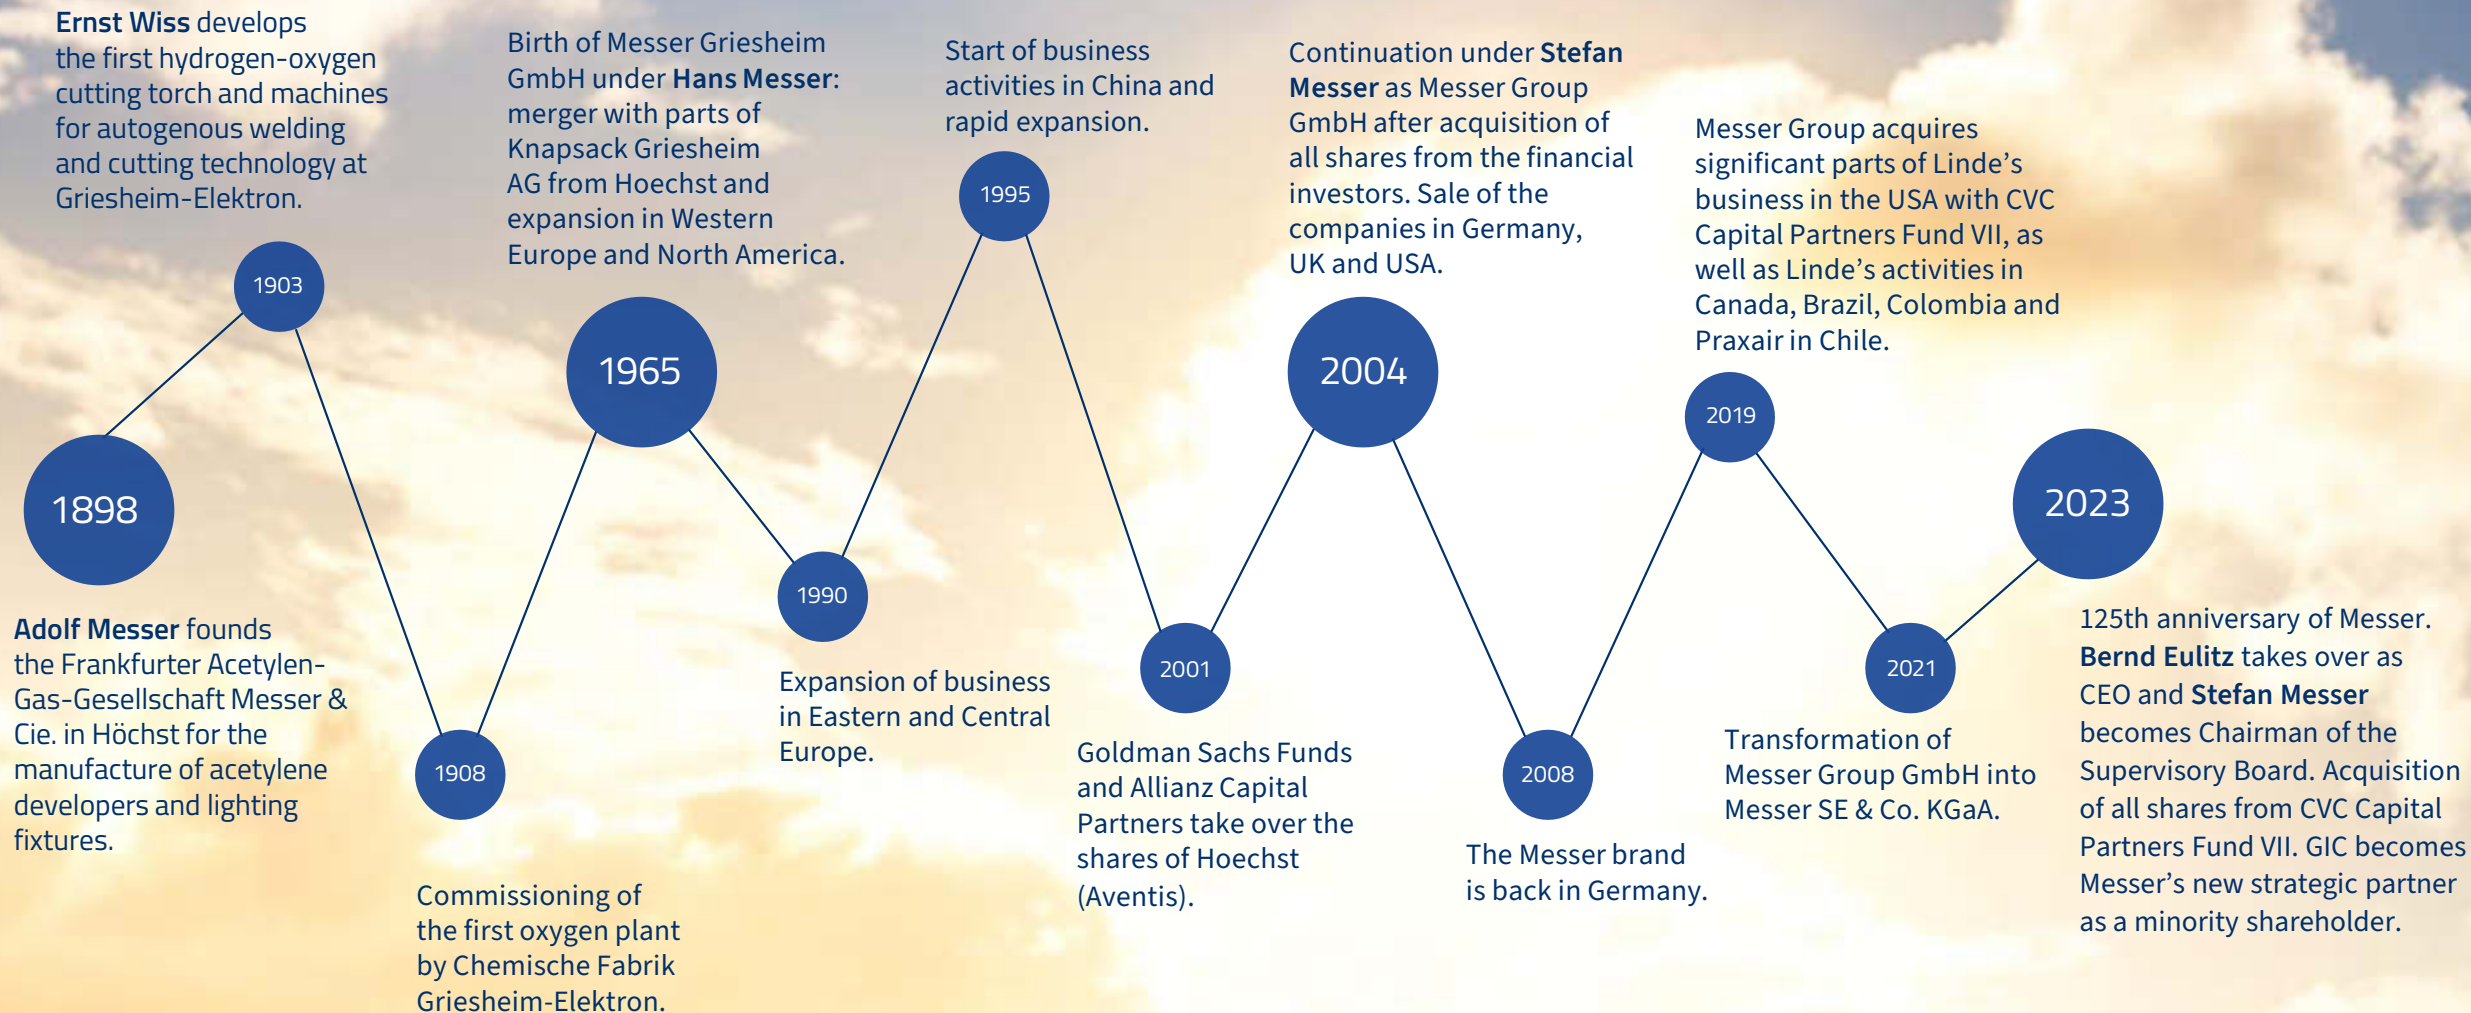 1898
Adolf Messer founds
the Frankfurter Acetylen-
Gas-Gesellschaft Messer &
Cie. in Höchst for the
manufacture of acetylene
developers and lighting
fixtures.
Ernst Wiss develops
the first hydrogen-oxygen
cutting torch and machines
for autogenous welding
and cutting technology at
Griesheim-Elektron.
1903
1908
Commissioning of
the first oxygen plant
by Chemische Fabrik
Griesheim-Elektron.
Birth of Messer Griesheim
GmbH under Hans Messer:
merger with parts of
Knapsack Griesheim
AG from Hoechst and
expansion in Western
Europe and North America.
1965
1990
Expansion of business
in Eastern and Central
Europe.
Start of business
activities in China and
rapid expansion.
1995
2001
Goldman Sachs Funds
and Allianz Capital
Partners take over the
shares of Hoechst
(Aventis).
Continuation under Stefan
Messer as Messer Group
GmbH after acquisition of
all shares from the financial
investors. Sale of the
companies in Germany,
UK and USA.
2004
2008
The Messer brand
is back in Germany.
Messer Group acquires
significant parts of Linde’s
business in the USA with CVC
Capital Partners Fund VII, as
well as Linde’s activities in
Canada, Brazil, Colombia and
Praxair in Chile.
2019
2021
Transformation of
Messer Group GmbH into
Messer SE & Co. KGaA.
2023
125th anniversary of Messer.
Bernd Eulitz takes over as
CEO and Stefan Messer
becomes Chairman of the
Supervisory Board. Acquisition
of all shares from CVC Capital
Partners Fund VII. GIC becomes
Messer’s new strategic partner
as a minority shareholder.